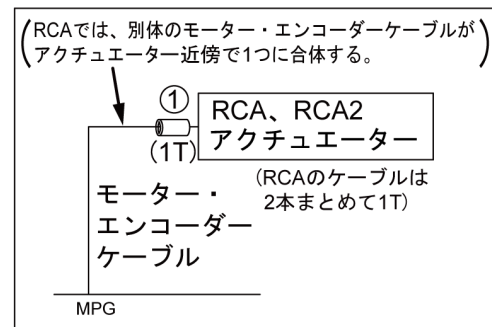 (RCAでは、別体のモーター・エンコーダーケーブルが
アクチュエーター近傍で1つに合体する。)
①
(1T)
RCA、RCA2
アクチュエーター
(RCAのケーブルは
2本まとめて1T)
モーター・
エンコーダー
ケーブル
MPG